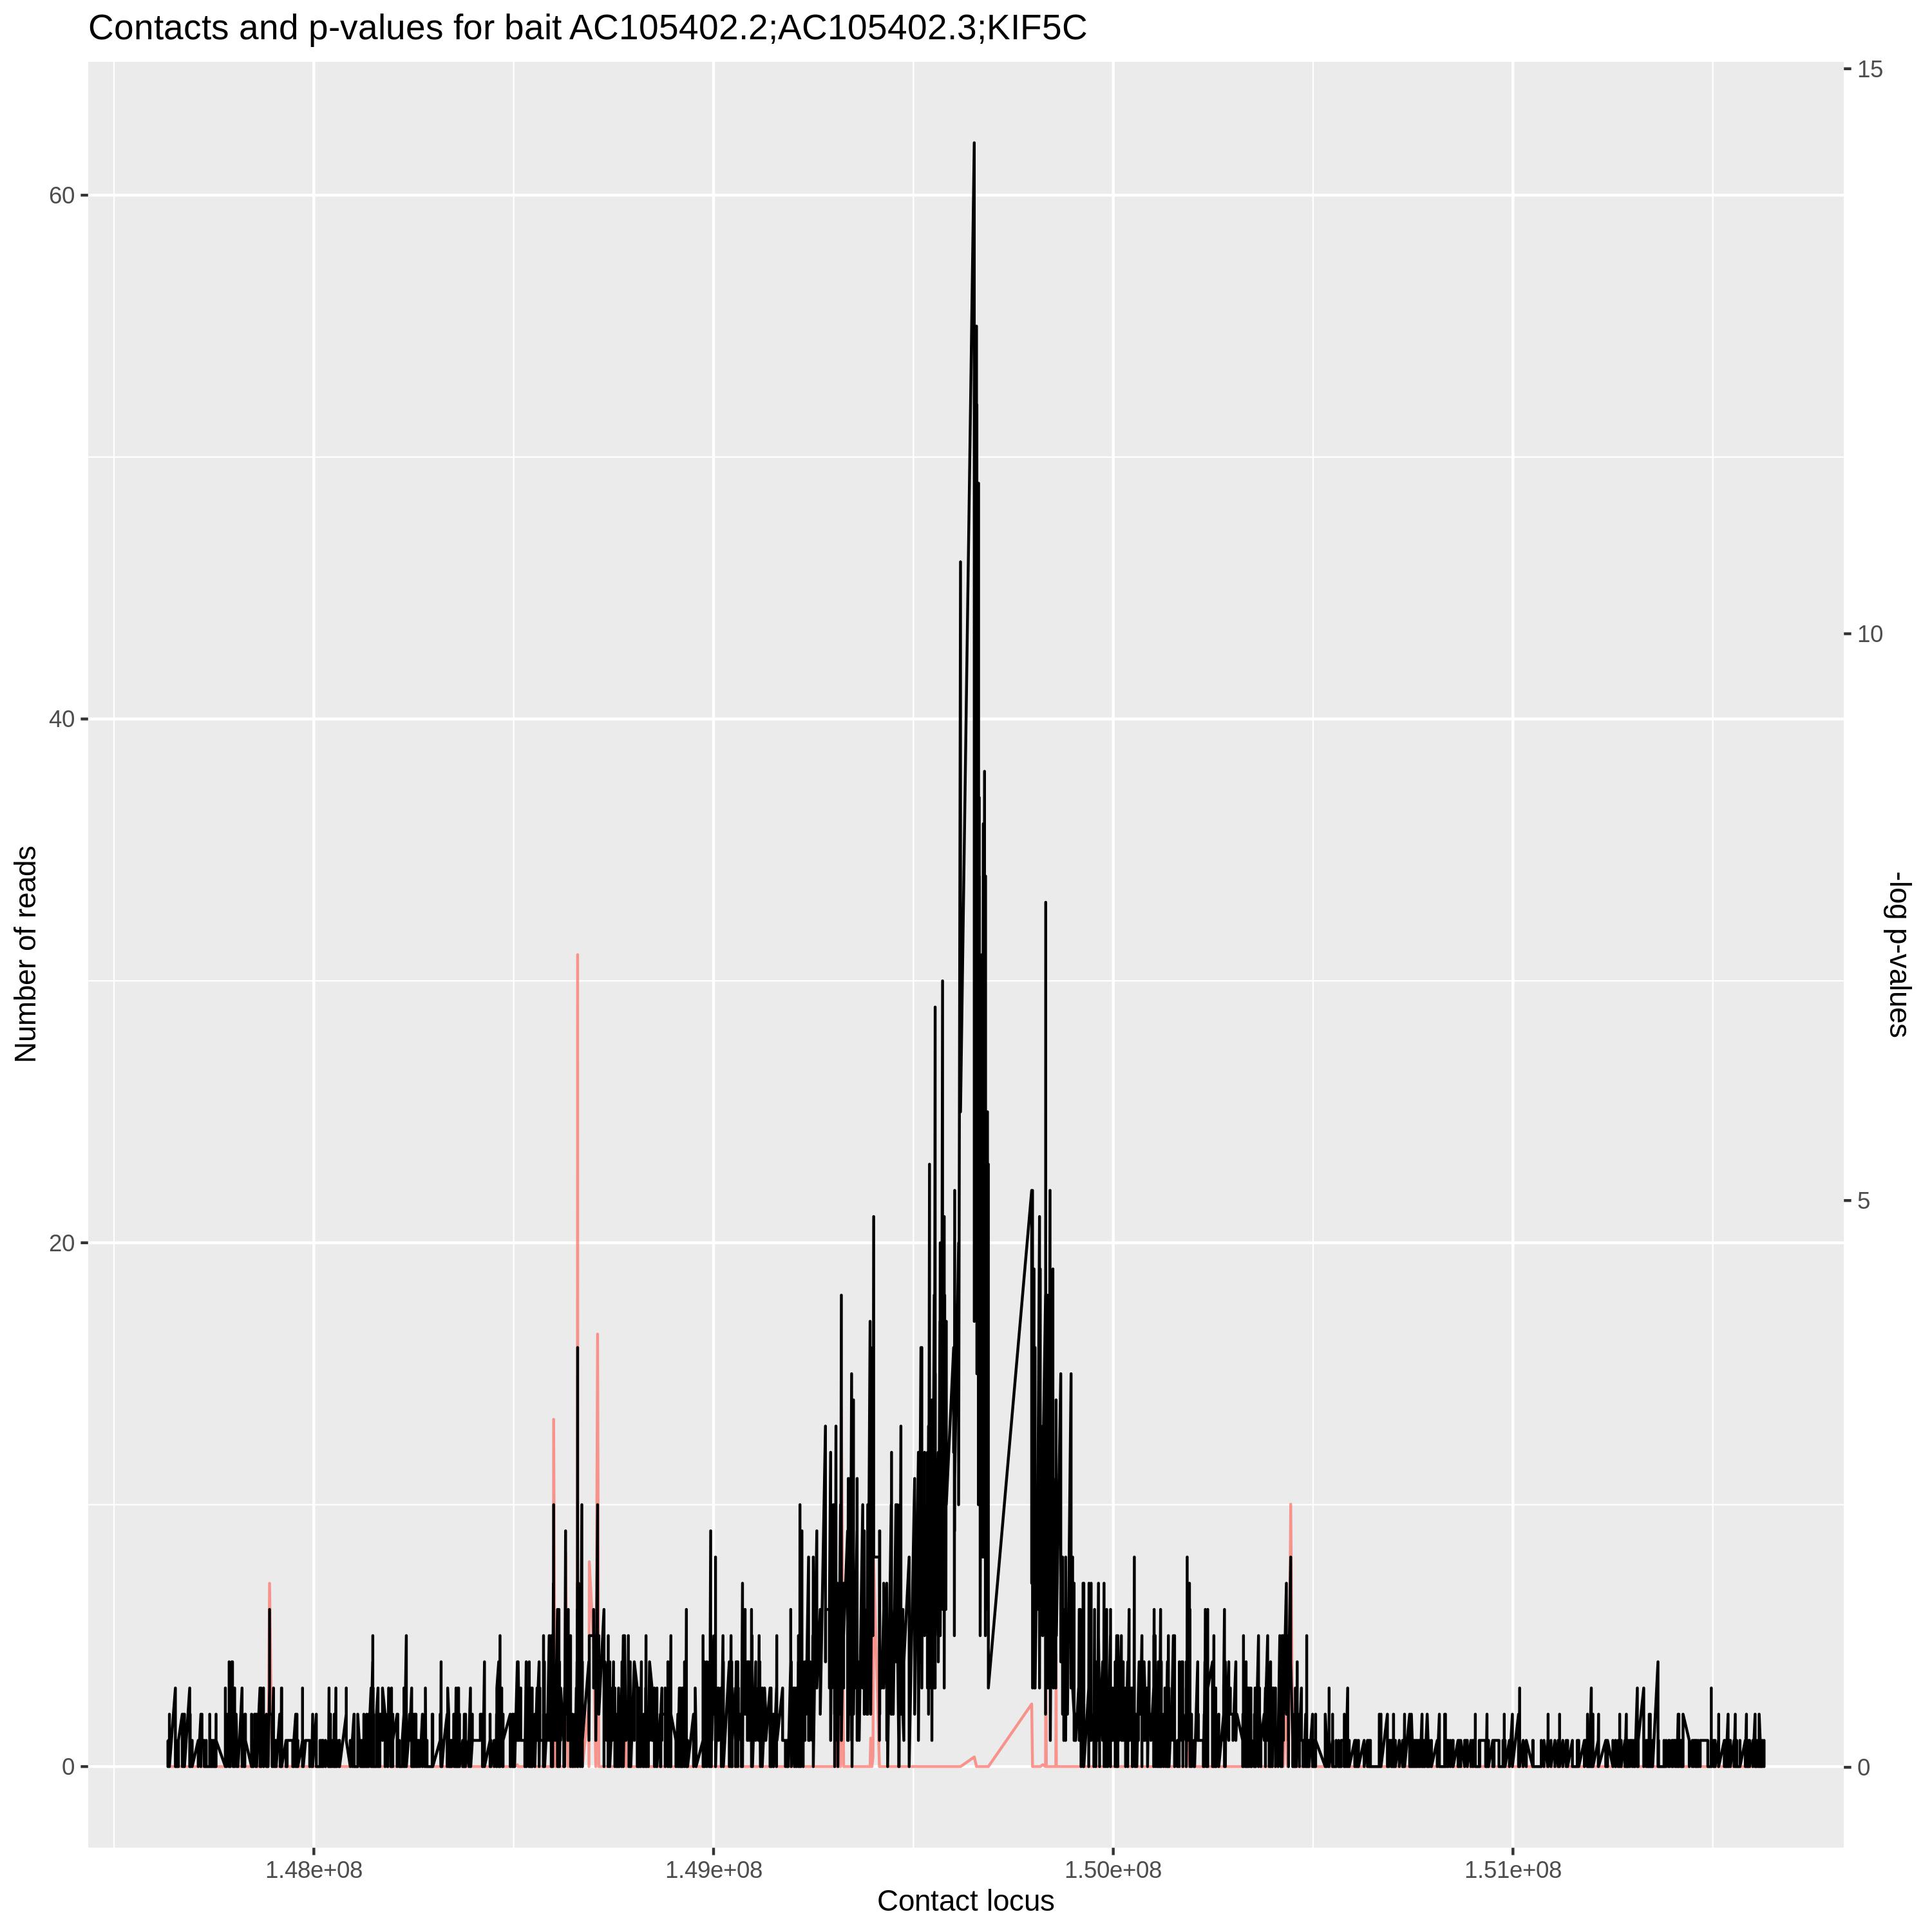 Contacts and p-values for bait AC105402.2;AC105402.3;KIF5C
15
60
10
40
Number of reads
-log p-values
5
20
0
0
1.48e+08
1.49e+08
1.50e+08
1.51e+08
Contact locus